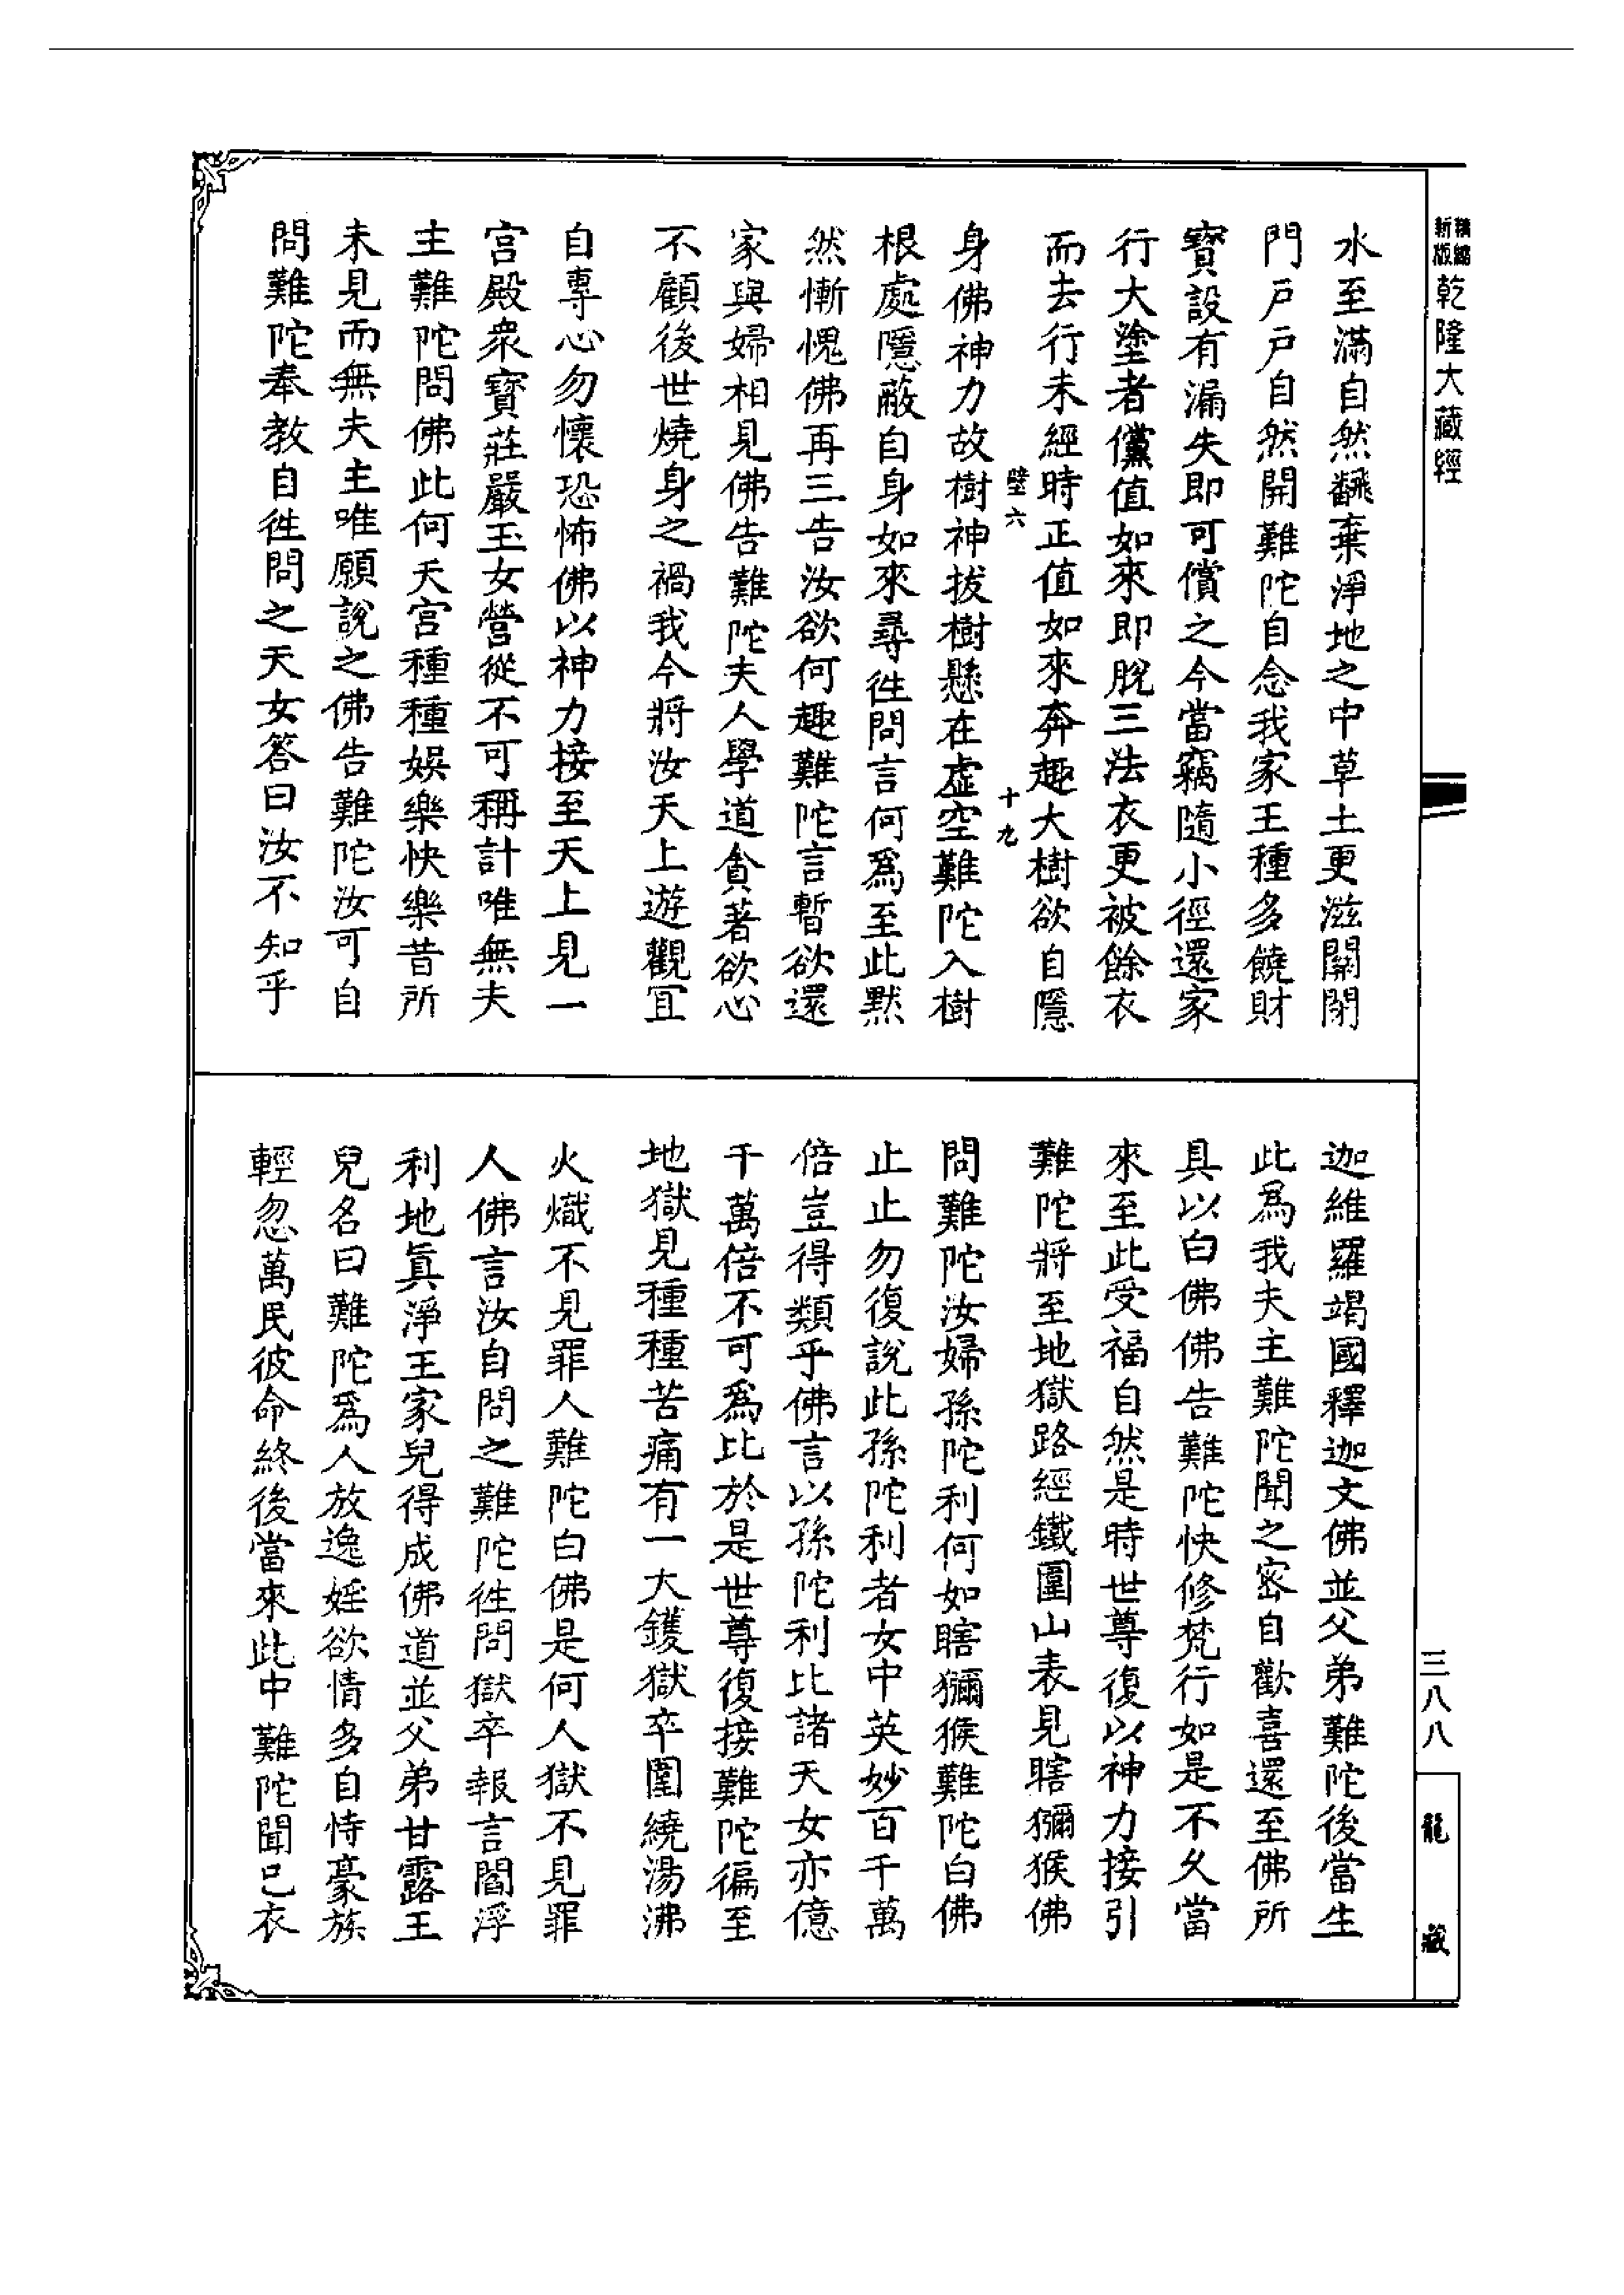 新版精縮
乾隆大藏經
三八八
龍藏
水至滿自然飜棄淨地之中草土更滋關閉
門戶戶自然開難陀自念我家王種多饒財
寶設有漏失即可償之今當竊隨小徑還家
行大塗者儻值如來即脫三法衣更被餘衣
而去行未經時正值如來奔趣大樹欲自隱
壁六
十九
身佛神力故樹神拔樹懸在虛空難陀入樹
根處隱蔽自身如來尋往問言何爲至此默
然慚愧佛再三告汝欲何趣難陀言暫欲還
家與婦相見佛告難陀夫人學道貪著欲心
不顧後世燒身之禍我今將汝天上遊觀宜
自專心勿懷恐怖佛以神力接至天上見一
宮殿衆寶莊嚴玉女營從不可稱計唯無夫
主難陀問佛此何天宮種種娛樂快樂昔所
未見而無夫主唯願說之佛告難陀汝可自
問難陀奉教自往問之天女答曰汝不知乎
迦維羅竭國釋迦文佛並父弟難陀後當生
此爲我夫主難陀聞之密自歡喜還至佛所
具以白佛佛告難陀快修梵行如是不久當
來至此受福自然是時世尊復以神力接引
難陀將至地獄路經鐵圍山表見瞎獼猴佛
問難陀汝婦孫陀利何如瞎獼猴難陀白佛
止止勿復說此孫陀利者女中英妙百千萬
倍豈得類乎佛言以孫陀利比諸天女亦億
千萬倍不可爲比於是世尊復接難陀徧至
地獄見種種苦痛有一大鑊獄卒圍繞湯沸
火熾不見罪人難陀白佛是何人獄不見罪
人佛言汝自問之難陀往問獄卒報言閻浮
利地真淨王家兒得成佛道並父弟甘露王
兒名曰難陀爲人放逸婬欲情多自恃豪族
輕忽萬民彼命終後當來此中難陀聞已衣